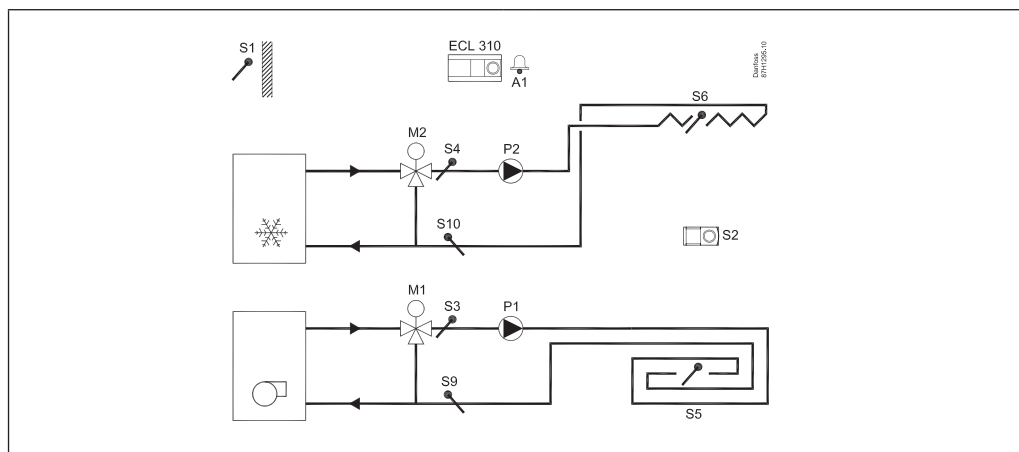 S1
ECL 310
A1
Danfoss
87H1295.10
S6
M2
S4
P2
S10
S2
M1
S3
P1
S9
S5